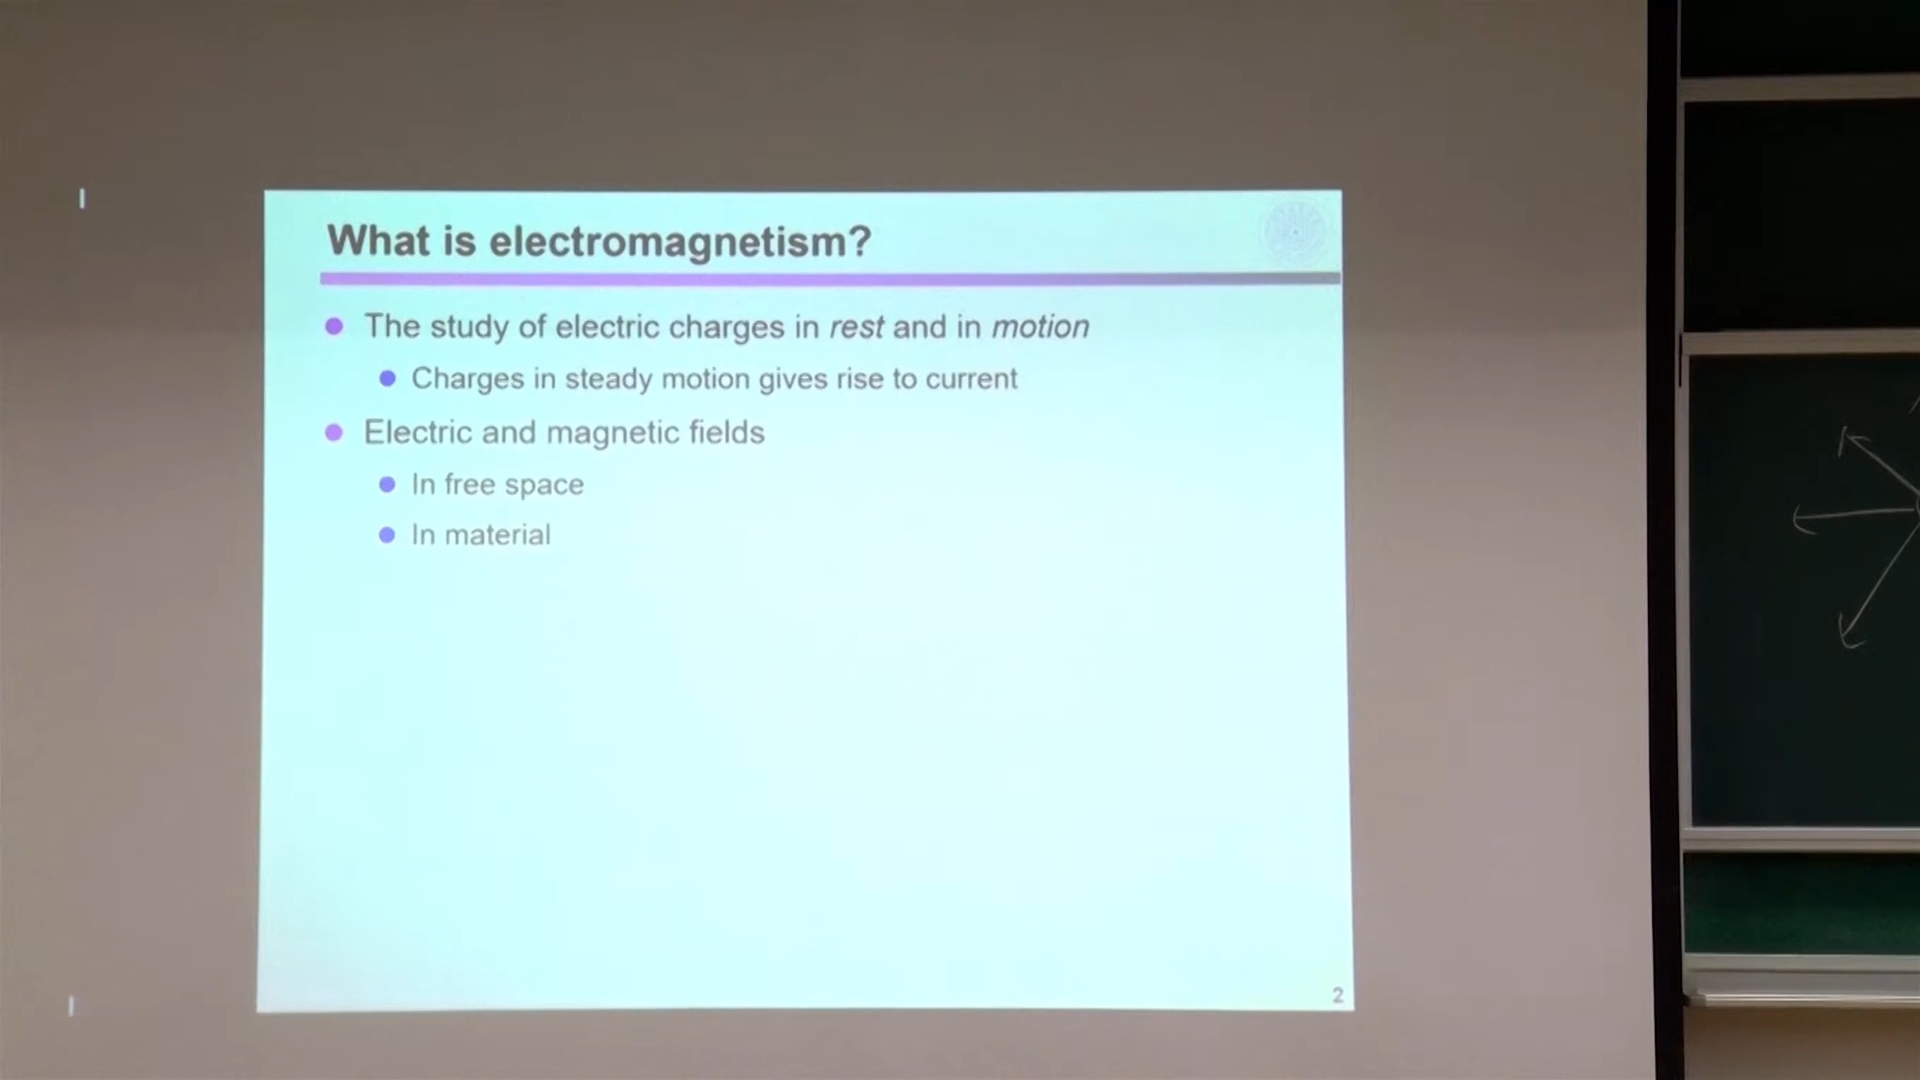 What is electromagnetism?
The study of electric charges in rest and in motion
Charges in steady motion gives rise to current
Electric and magnetic fields
In free space
In material
2